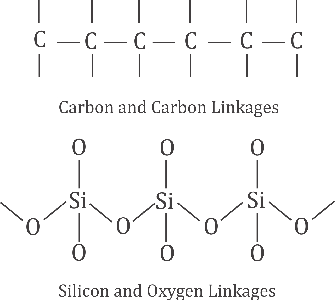 C — C — C — C — C — C
Carbon and Carbon Linkages
O O O
Si Si Si
O O O O
O O O
Silicon and Oxygen Linkages